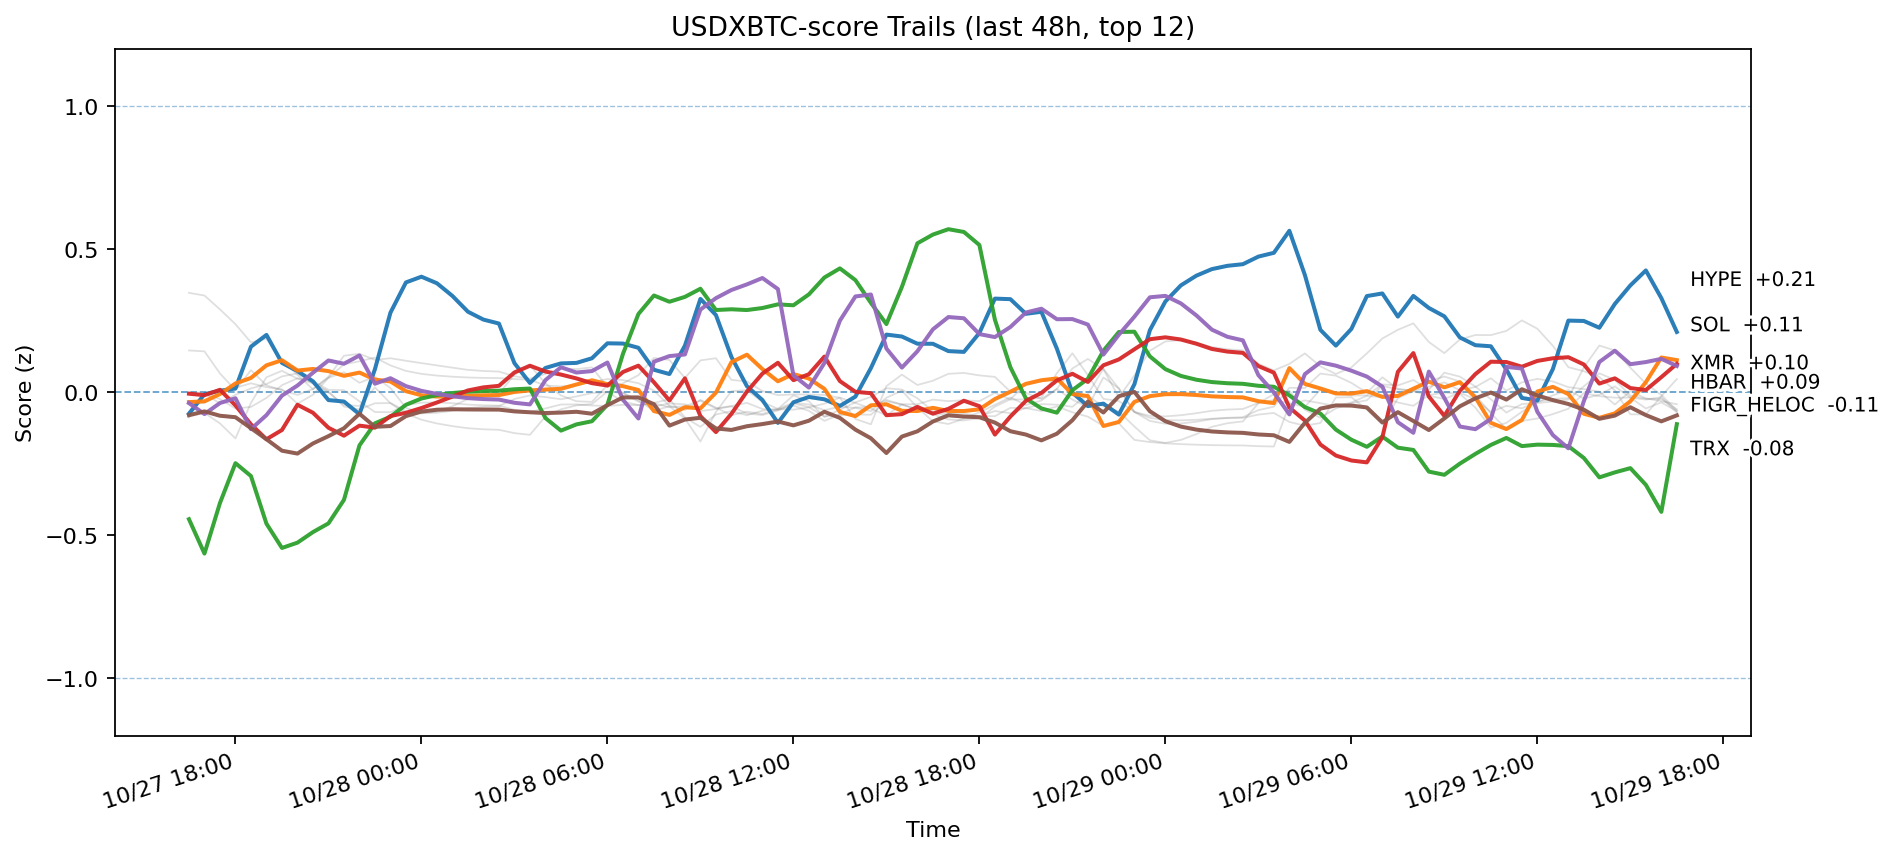 USDXBTC-score Trails (last 48h, top 12)
Score (z)
1.0
0.5
0.0
−0.5
−1.0
HYPE +0.21
SOL +0.11
XMR +0.10
HBAR +0.09
FIGR_HELOC -0.11
TRX -0.08
10/27 18:00
10/28 00:00
10/28 06:00
10/28 12:00
10/28 18:00
10/29 00:00
10/29 06:00
10/29 12:00
10/29 18:00
Time